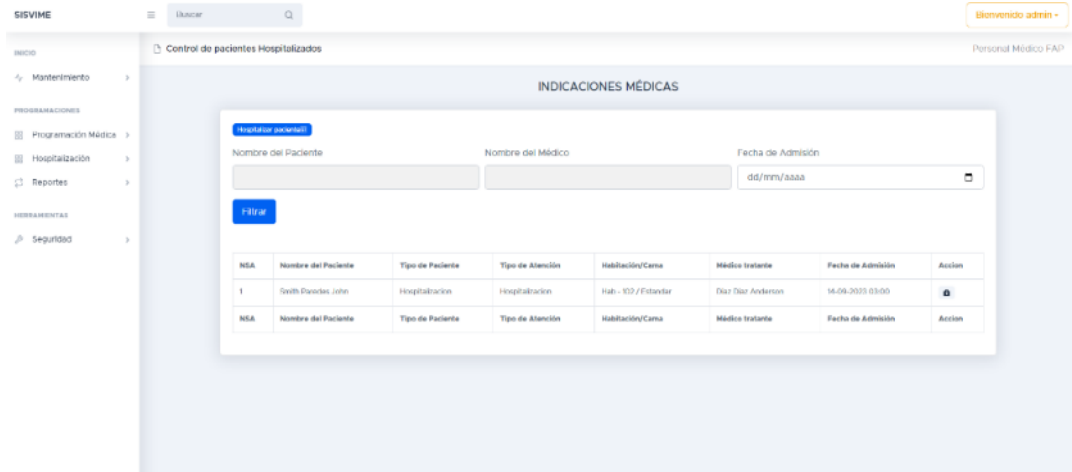 SISVIME
Buscar
Bienvenido admin
INICIO
Mantenimiento
PROGRAMACIONES
Programación Médica
Hospitalización
Reportes
HERRAMIENTAS
Seguridad
Control de pacientes Hospitalizados
Personal Médico FAP
INDICACIONES MÉDICAS
Hospitalizar paciente
Nombre del Paciente Nombre del Médico Fecha de Admisión
dd/mm/aaaa
Filtrar
NSA Nombre del Paciente Tipo de Paciente Tipo de Atención Habitación/Cama Médico tratante Fecha de Admisión Accion
1 Smith Paredes John Hospitalizacion Hospitalizacion Hab - 102 / Estandar Diaz Diaz Anderson 14-09-2023 03:00
NSA Nombre del Paciente Tipo de Paciente Tipo de Atención Habitación/Cama Médico tratante Fecha de Admisión Accion